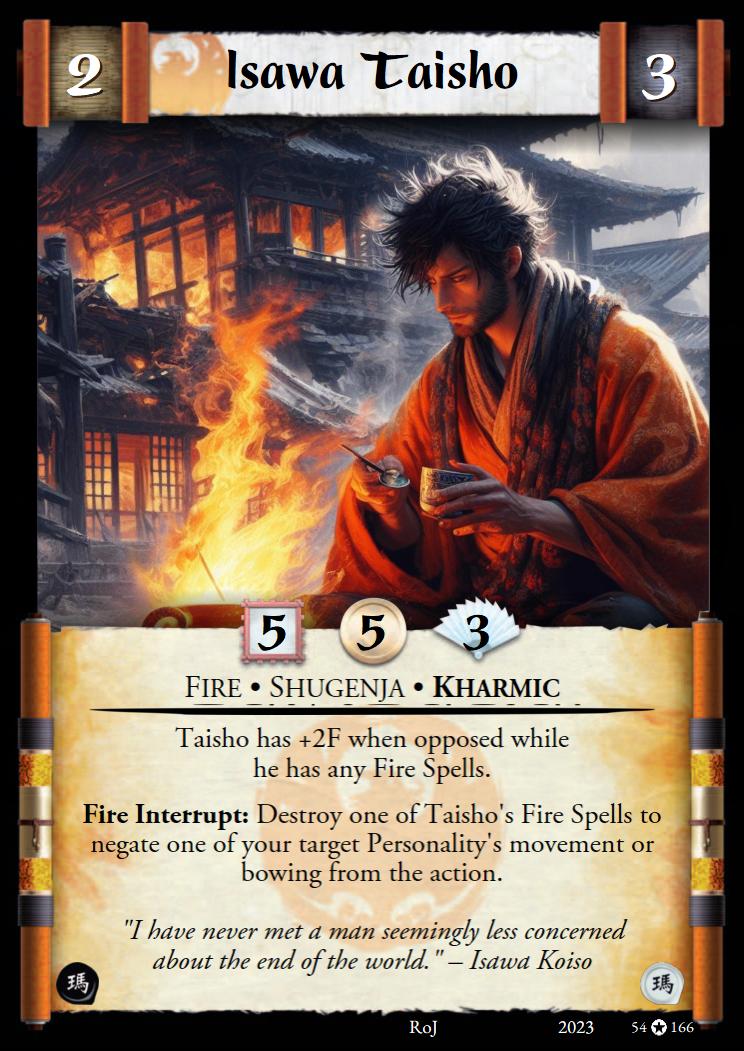 2 Isawa Taisho 3
5 5 3
FIRE • SHUGENJA • KHARMIC
Taisho has +2F when opposed while
he has any Fire Spells.
Fire Interrupt: Destroy one of Taisho's Fire Spells to
negate one of your target Personality's movement or
bowing from the action.
"I have never met a man seemingly less concerned
about the end of the world." – Isawa Koiso
瑪 瑪
RoJ 2023 54 166